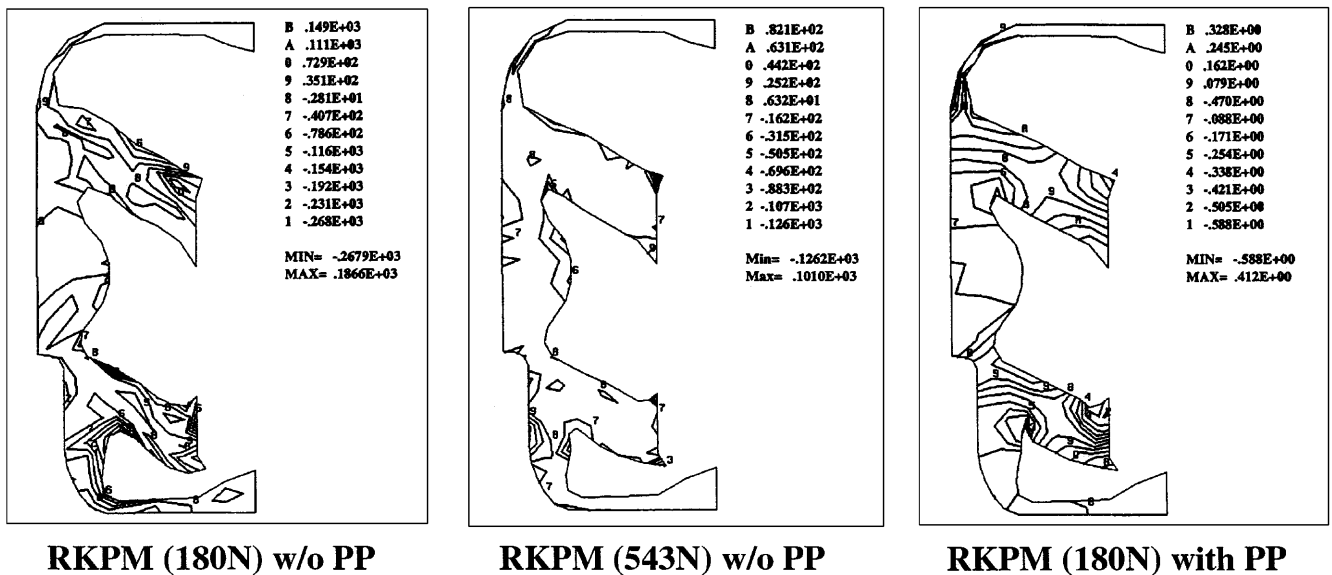 B .149E+03
A .111E+03
0 .729E+02
9 .351E+02
8 -.281E+01
7 -.407E+02
6 -.786E+02
5 -.116E+03
4 -.154E+03
3 -.192E+03
2 -.231E+03
1 -.268E+03
MIN= -.2679E+03
MAX= .1866E+03
RKPM (180N) w/o PP
B .821E+02
A .631E+02
0 .442E+02
9 .252E+02
8 .632E+01
7 -.162E+02
6 -.315E+02
5 -.505E+02
4 -.696E+02
3 -.883E+02
2 -.107E+03
1 -.126E+03
Min= -.1262E+03
Max= .1010E+03
RKPM (543N) w/o PP
B .328E+00
A .245E+00
0 .162E+00
9 .079E+00
8 -.470E+00
7 -.088E+00
6 -.171E+00
5 -.254E+00
4 -.338E+00
3 -.421E+00
2 -.505E+00
1 -.588E+00
MIN= -.588E+00
MAX= .412E+00
RKPM (180N) with PP